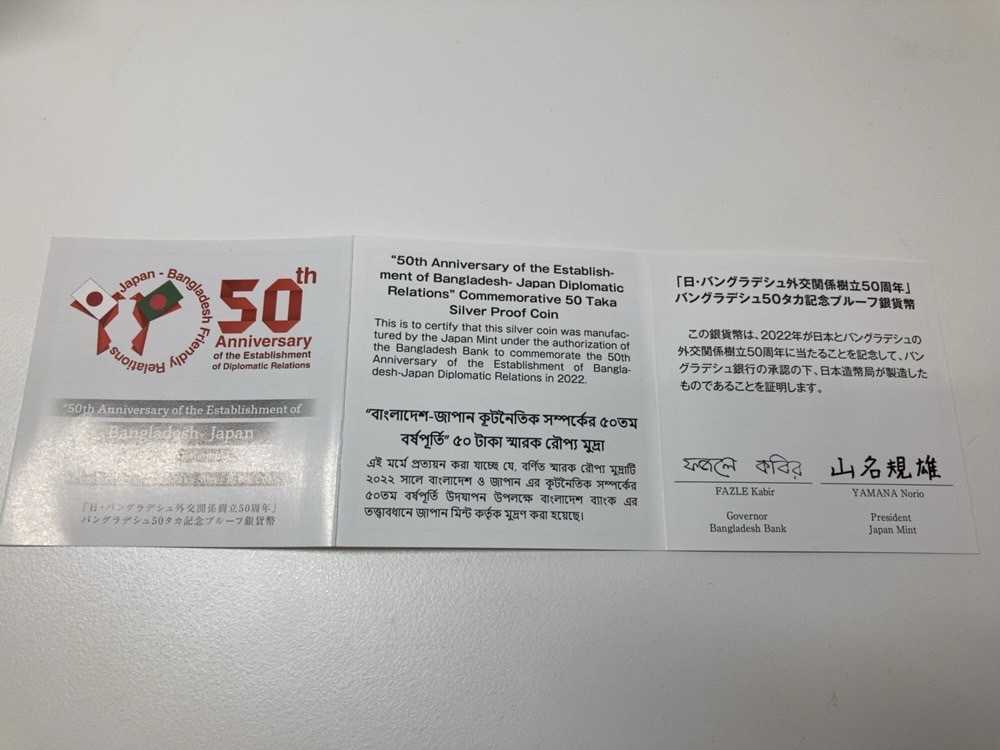 Japan - Bangladesh Friendly Relations
50th
Anniversary
of the Establishment
of Diplomatic Relations
"50th Anniversary of the Establishment of
Bangladesh- Japan
『日・バングラデシュ外交関係樹立50周年』
バングラデシュ50タカ記念プルーフ銀貨幣
"50th Anniversary of the Establish-
ment of Bangladesh- Japan Diplomatic
Relations" Commemorative 50 Taka
Silver Proof Coin
This is to certify that this silver coin was manufac-
tured by the Japan Mint under the authorization of
the Bangladesh Bank to commemorate the 50th
Anniversary of the Establishment of Bangla-
desh-Japan Diplomatic Relations in 2022.
"বাংলাদেশ-জাপান কূটনৈতিক সম্পর্কের ৫০তম
বর্ষপূর্তি" ৫০ টাকা স্মারক রৌপ্য মুদ্রা
এই মর্মে প্রত্যয়ন করা যাচ্ছে যে, বর্ণিত স্মারক রৌপ্য মুদ্রাটি
২০২২ সালে বাংলাদেশ ও জাপান এর কূটনৈতিক সম্পর্কের
৫০তম বর্ষপূর্তি উদযাপন উপলক্ষে বাংলাদেশ ব্যাংক এর
তত্ত্বাবধানে জাপান মিন্ট কর্তৃক মুদ্রণ করা হয়েছে।
「日・バングラデシュ外交関係樹立50周年」
バングラデシュ50タカ記念プルーフ銀貨幣
この銀貨幣は、2022年が日本とバングラデシュの
外交関係樹立50周年に当たることを記念して、バン
グラデシュ銀行の承認の下、日本造幣局が製造した
ものであることを証明します。
ফজলে কবির
FAZLE Kabir
Governor
Bangladesh Bank
山名規雄
YAMANA Norio
President
Japan Mint